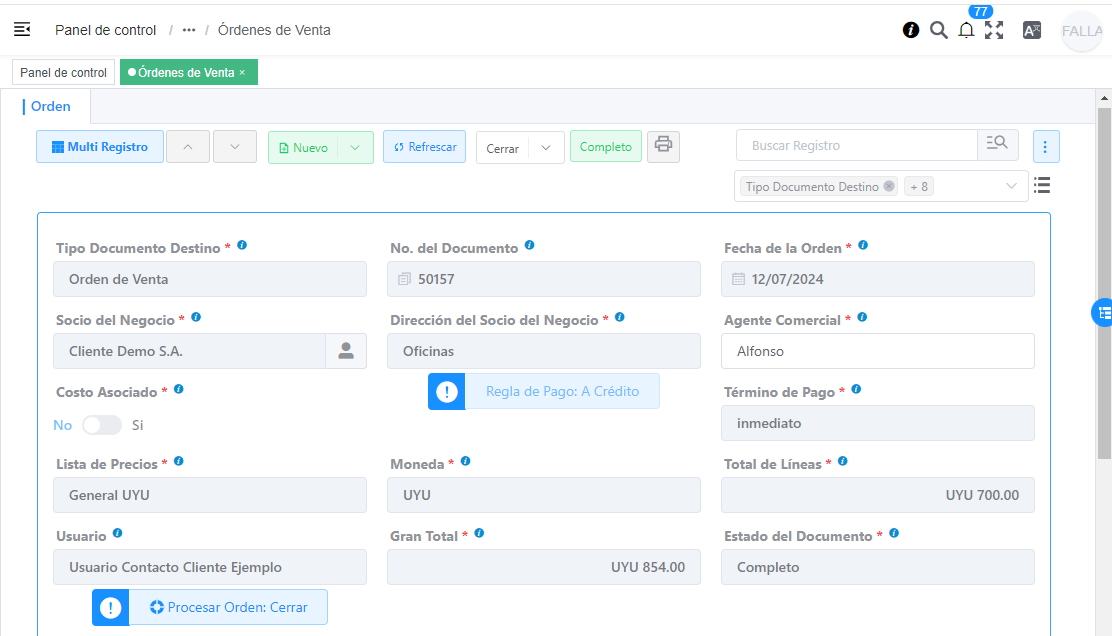 77
Panel de control / ••• / Órdenes de Venta
FALLA
Panel de control
Órdenes de Venta ×
Orden
Multi Registro
Nuevo
Refrescar
Cerrar
Completo
Buscar Registro
Tipo Documento Destino
+ 8
Tipo Documento Destino *
No. del Documento
Fecha de la Orden *
Orden de Venta
50157
12/07/2024
Socio del Negocio *
Dirección del Socio del Negocio *
Agente Comercial *
Cliente Demo S.A.
Oficinas
Alfonso
Costo Asociado *
Regla de Pago: A Crédito
Término de Pago *
No
Si
inmediato
Lista de Precios *
Moneda *
Total de Líneas *
General UYU
UYU
UYU 700.00
Usuario
Gran Total *
Estado del Documento *
Usuario Contacto Cliente Ejemplo
UYU 854.00
Completo
Procesar Orden: Cerrar